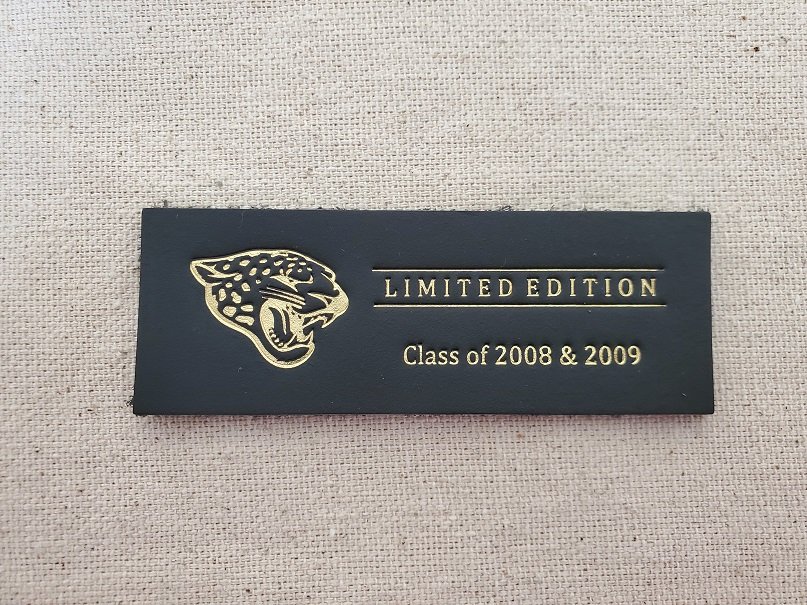 LIMITED EDITION
Class of 2008 & 2009